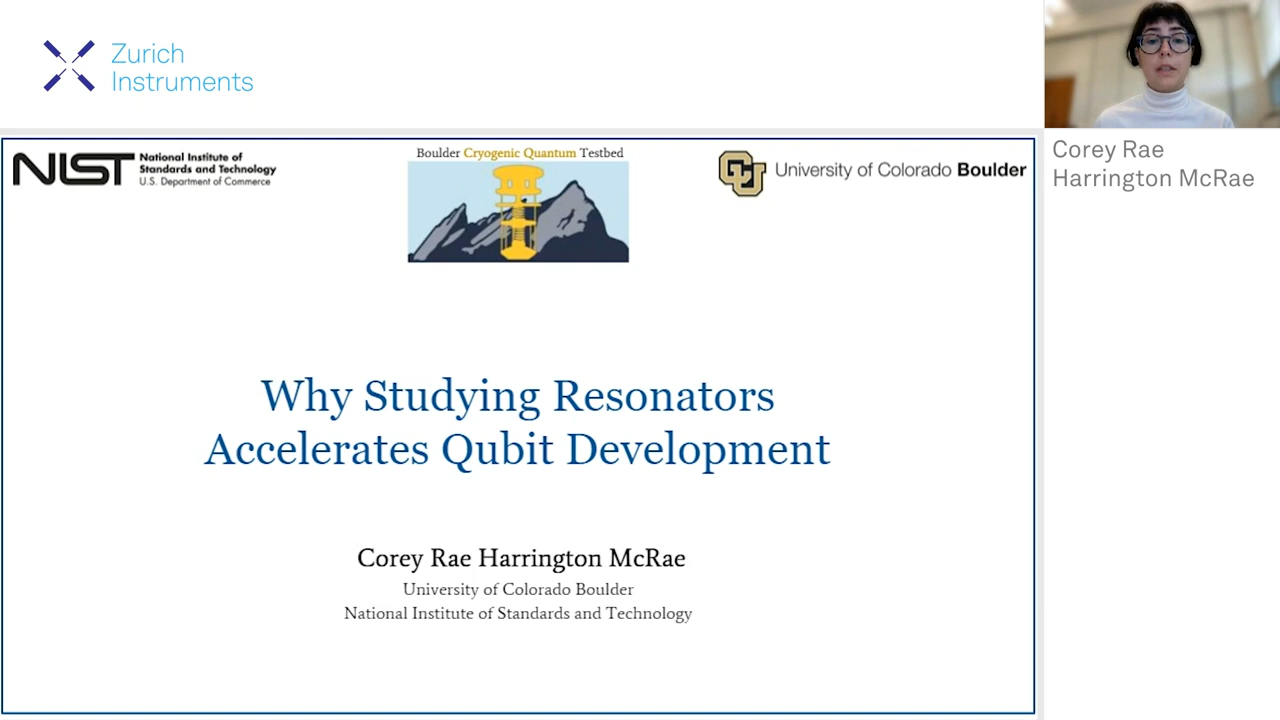 Zurich
Instruments
NIST
National Institute of
Standards and Technology
U.S. Department of Commerce
Boulder Cryogenic Quantum Testbed
CU
University of Colorado Boulder
Corey Rae
Harrington McRae
Why Studying Resonators
Accelerates Qubit Development
Corey Rae Harrington McRae
University of Colorado Boulder
National Institute of Standards and Technology